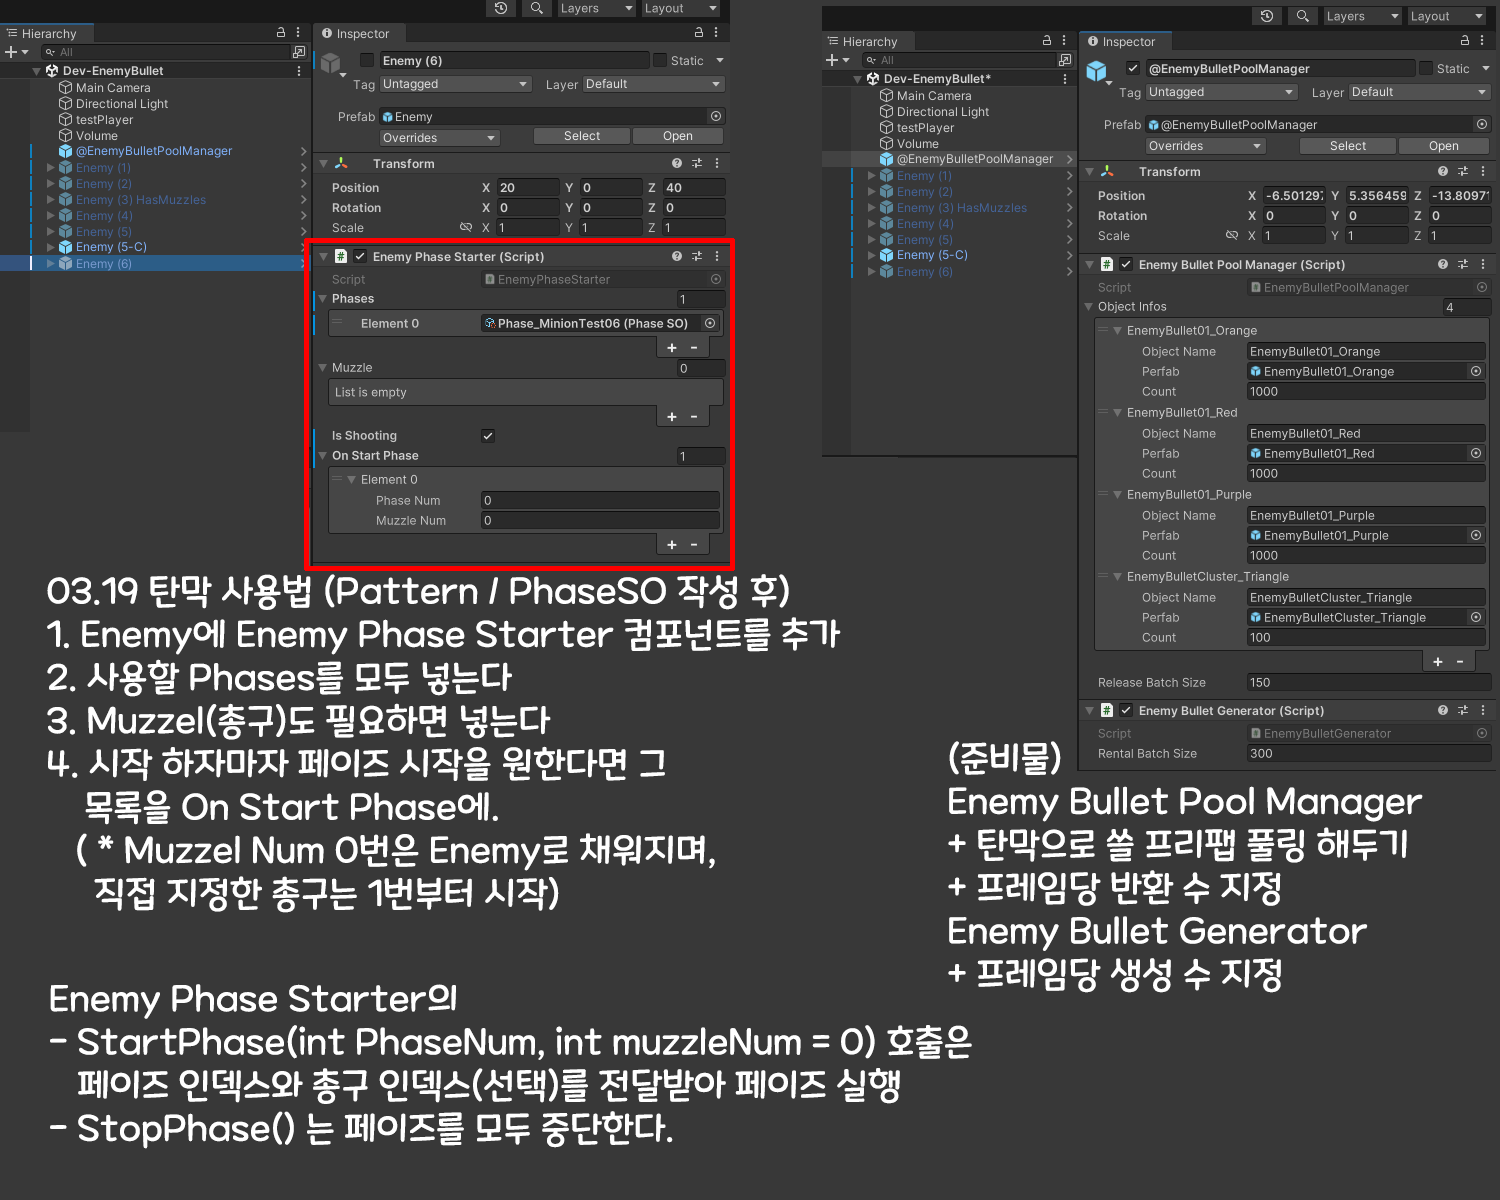 Layers
Layout
Hierarchy
All
Dev-EnemyBullet
Main Camera
Directional Light
testPlayer
Volume
@EnemyBulletPoolManager
Enemy (1)
Enemy (2)
Enemy (3) HasMuzzles
Enemy (4)
Enemy (5)
Enemy (5-C)
Enemy (6)
Inspector
Enemy (6)
Static
Tag Untagged Layer Default
Prefab Enemy
Overrides Select Open
Transform
Position X 20 Y 0 Z 40
Rotation X 0 Y 0 Z 0
Scale X 1 Y 1 Z 1
# Enemy Phase Starter (Script)
Script EnemyPhaseStarter
Phases 1
Element 0 Phase_MinionTest06 (Phase SO)
+ -
Muzzle 0
List is empty
+ -
Is Shooting
On Start Phase 1
Element 0
Phase Num 0
Muzzle Num 0
+ -
Layers
Layout
Hierarchy
All
Dev-EnemyBullet*
Main Camera
Directional Light
testPlayer
Volume
@EnemyBulletPoolManager
Enemy (1)
Enemy (2)
Enemy (3) HasMuzzles
Enemy (4)
Enemy (5)
Enemy (5-C)
Enemy (6)
Inspector
@EnemyBulletPoolManager Static
Tag Untagged Layer Default
Prefab @EnemyBulletPoolManager
Overrides Select Open
Transform
Position X -6.501297 Y 5.356459 Z -13.80971
Rotation X 0 Y 0 Z 0
Scale X 1 Y 1 Z 1
# Enemy Bullet Pool Manager (Script)
Script EnemyBulletPoolManager
Object Infos 4
EnemyBullet01_Orange
Object Name EnemyBullet01_Orange
Perfab EnemyBullet01_Orange
Count 1000
EnemyBullet01_Red
Object Name EnemyBullet01_Red
Perfab EnemyBullet01_Red
Count 1000
EnemyBullet01_Purple
Object Name EnemyBullet01_Purple
Perfab EnemyBullet01_Purple
Count 1000
EnemyBulletCluster_Triangle
Object Name EnemyBulletCluster_Triangle
Perfab EnemyBulletCluster_Triangle
Count 100
+ -
Release Batch Size 150
# Enemy Bullet Generator (Script)
Script EnemyBulletGenerator
Rental Batch Size 300
03.19 탄막 사용법 (Pattern / PhaseSO 작성 후)
1. Enemy에 Enemy Phase Starter 컴포넌트를 추가
2. 사용할 Phases를 모두 넣는다
3. Muzzel(총구)도 필요하면 넣는다
4. 시작 하자마자 페이즈 시작을 원한다면 그
목록을 On Start Phase에.
( * Muzzel Num 0번은 Enemy로 채워지며,
직접 지정한 총구는 1번부터 시작)
(준비물)
Enemy Bullet Pool Manager
+ 탄막으로 쓸 프리팹 풀링 해두기
+ 프레임당 반환 수 지정
Enemy Bullet Generator
+ 프레임당 생성 수 지정
Enemy Phase Starter의
- StartPhase(int PhaseNum, int muzzleNum = 0) 호출은
페이즈 인덱스와 총구 인덱스(선택)를 전달받아 페이즈 실행
- StopPhase() 는 페이즈를 모두 중단한다.